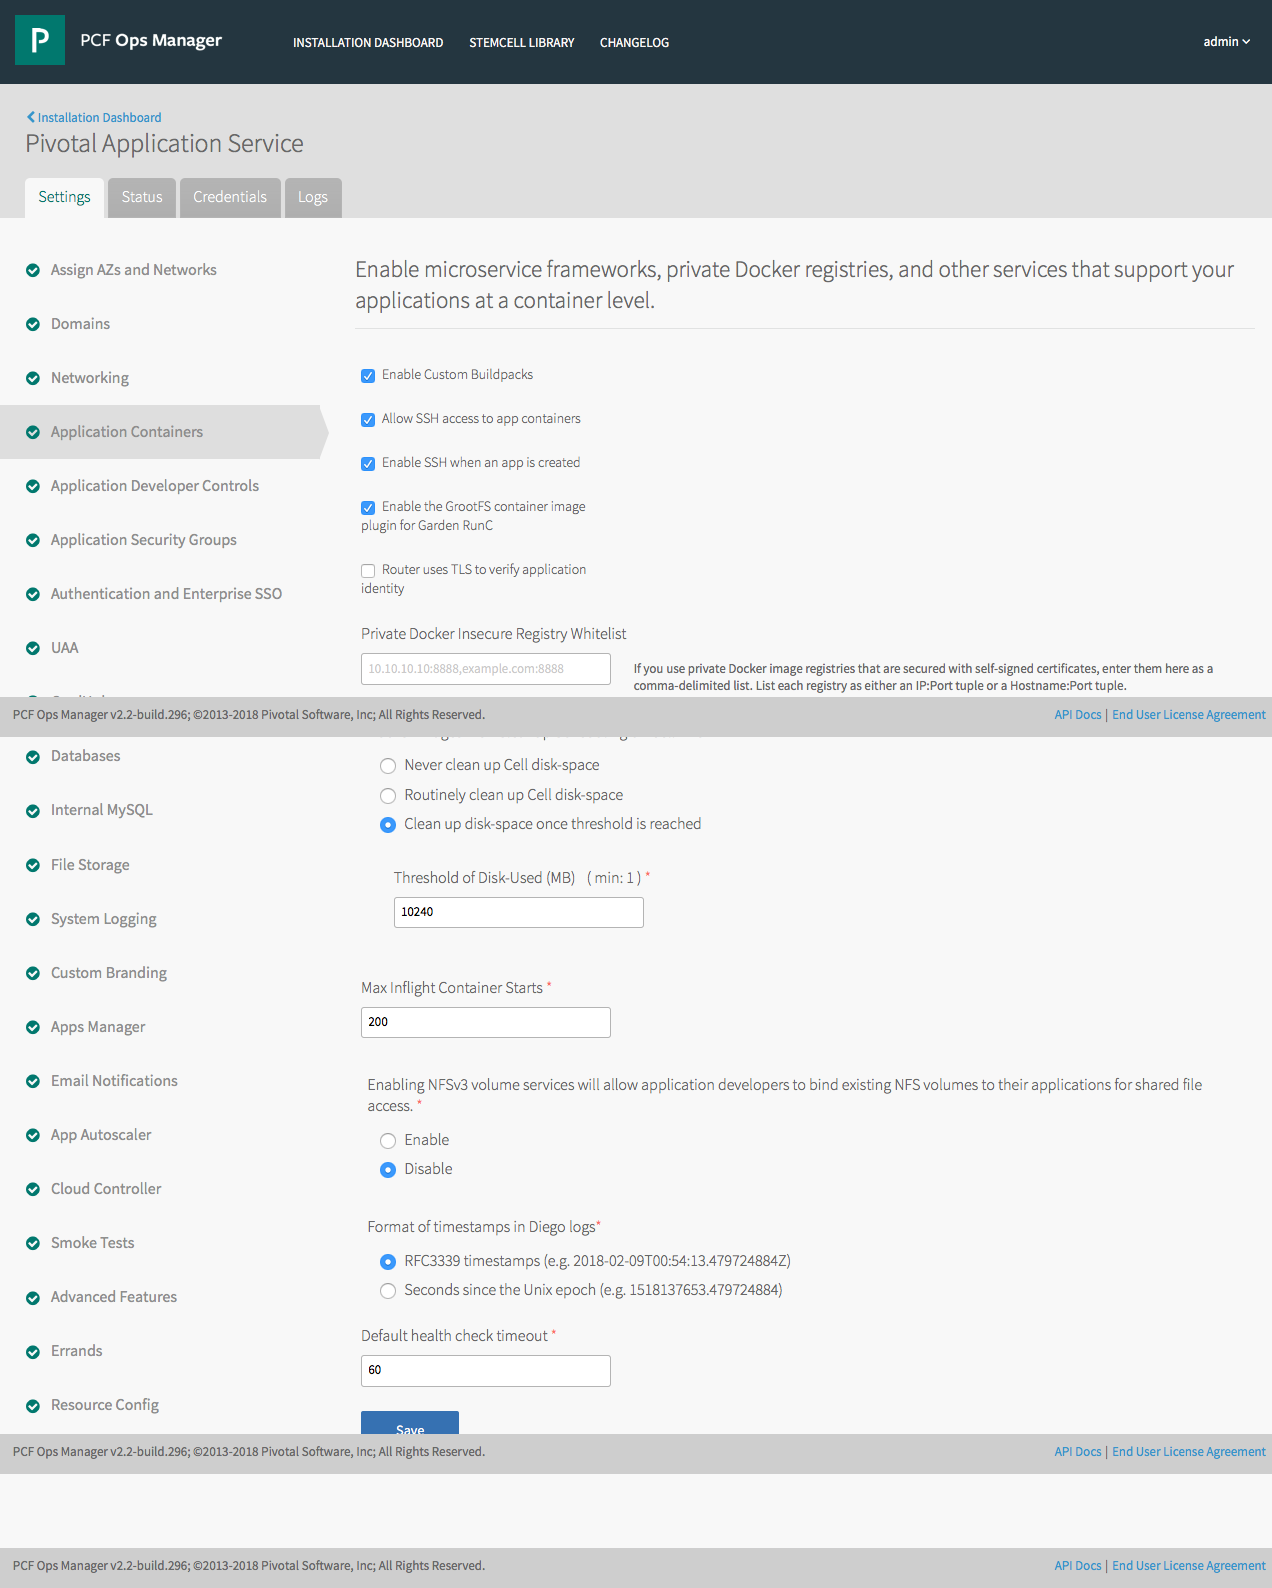 P PCF Ops Manager INSTALLATION DASHBOARD STEMCELL LIBRARY CHANGELOG admin
Installation Dashboard
Pivotal Application Service
Settings Status Credentials Logs
Assign AZs and Networks
Domains
Networking
Application Containers
Application Developer Controls
Application Security Groups
Authentication and Enterprise SSO
UAA
Enable microservice frameworks, private Docker registries, and other services that support your
applications at a container level.
Enable Custom Buildpacks
Allow SSH access to app containers
Enable SSH when an app is created
Enable the GrootFS container image
plugin for Garden RunC
Router uses TLS to verify application
identity
Private Docker Insecure Registry Whitelist
10.10.10.10:8888,example.com:8888
If you use private Docker image registries that are secured with self-signed certificates, enter them here as a
comma-delimited list. List each registry as either an IP:Port tuple or a Hostname:Port tuple.
PCF Ops Manager v2.2-build.296; ©2013-2018 Pivotal Software, Inc; All Rights Reserved. API Docs | End User License Agreement
Databases
Internal MySQL
File Storage
System Logging
Custom Branding
Apps Manager
Email Notifications
App Autoscaler
Cloud Controller
Smoke Tests
Advanced Features
Errands
Resource Config
Never clean up Cell disk-space
Routinely clean up Cell disk-space
Clean up disk-space once threshold is reached
Threshold of Disk-Used (MB) ( min: 1 ) *
10240
Max Inflight Container Starts *
200
Enabling NFSv3 volume services will allow application developers to bind existing NFS volumes to their applications for shared file
access. *
Enable
Disable
Format of timestamps in Diego logs*
RFC3339 timestamps (e.g. 2018-02-09T00:54:13.479724884Z)
Seconds since the Unix epoch (e.g. 1518137653.479724884)
Default health check timeout *
60
Save
PCF Ops Manager v2.2-build.296; ©2013-2018 Pivotal Software, Inc; All Rights Reserved. API Docs | End User License Agreement
PCF Ops Manager v2.2-build.296; ©2013-2018 Pivotal Software, Inc; All Rights Reserved. API Docs | End User License Agreement